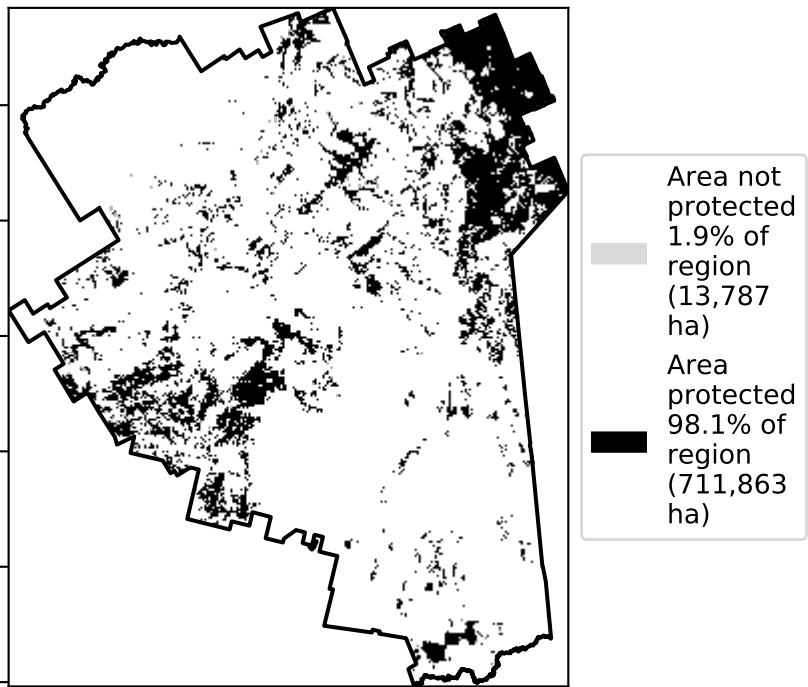 Area not
protected
1.9% of
region
(13,787
ha)
Area
protected
98.1% of
region
(711,863
ha)